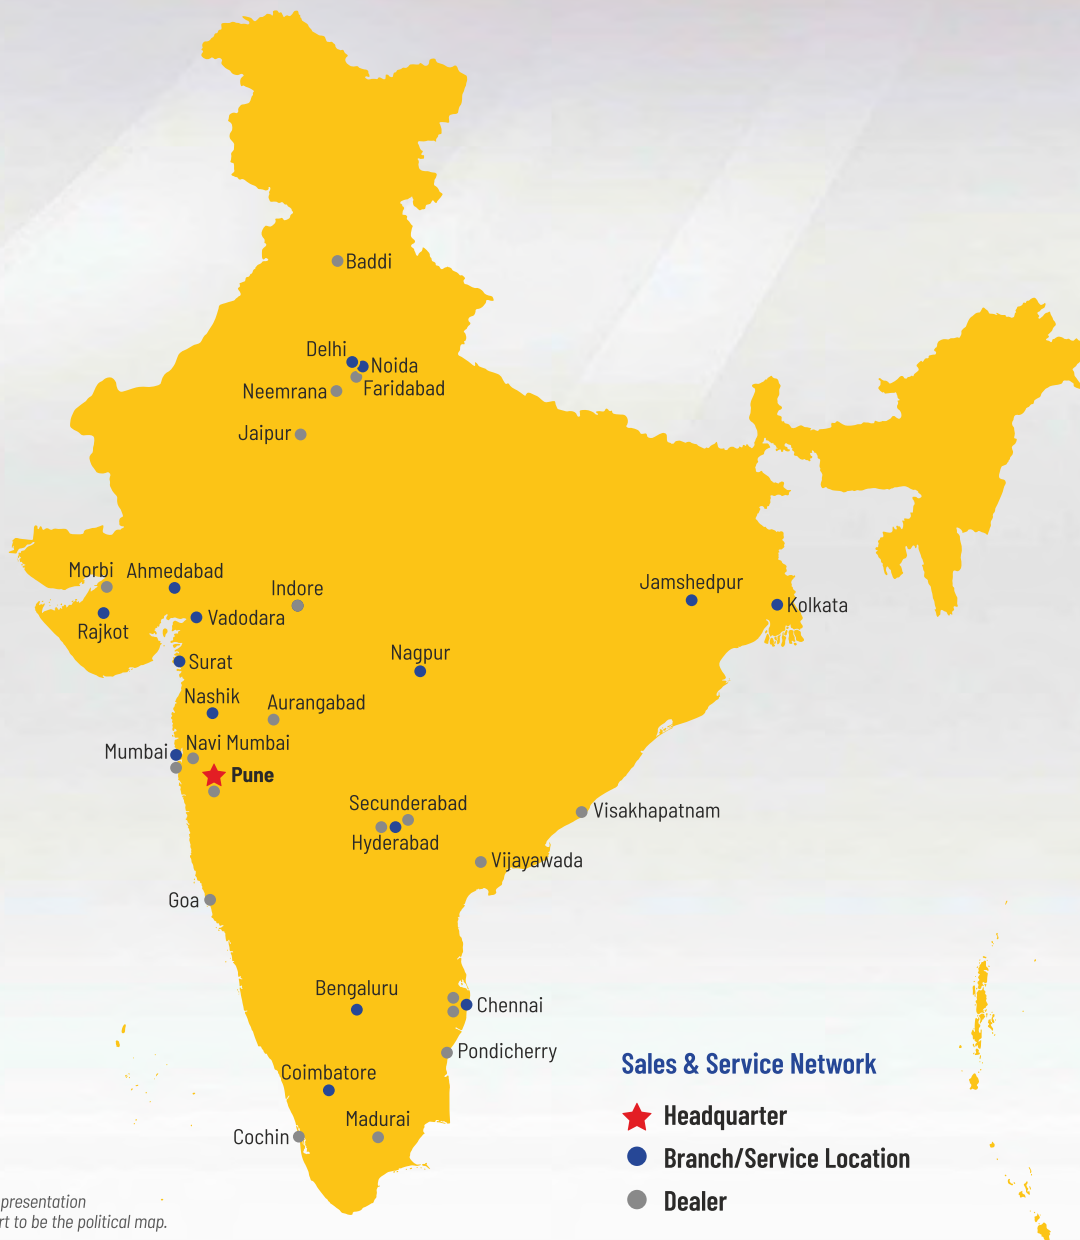 Baddi
Delhi
Noida
Faridabad
Neemrana
Jaipur
Morbi
Ahmedabad
Indore
Jamshedpur
Kolkata
Vadodara
Rajkot
Surat
Nagpur
Nashik
Aurangabad
Navi Mumbai
Mumbai
Pune
Secunderabad
Visakhapatnam
Hyderabad
Vijayawada
Goa
Bengaluru
Chennai
Pondicherry
Coimbatore
Madurai
Cochin
Sales & Service Network
Headquarter
Branch/Service Location
Dealer
presentation
rt to be the political map.